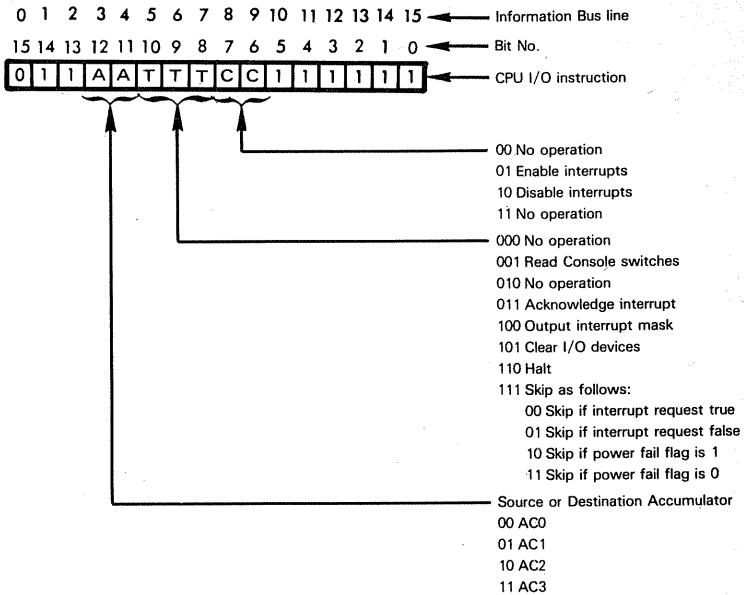 0 1 2 3 4 5 6 7 8 9 10 11 12 13 14 15 Information Bus line
15 14 13 12 11 10 9 8 7 6 5 4 3 2 1 0 Bit No.
0 1 1 A A T T T C C 1 1 1 1 1 1 CPU I/O instruction
00 No operation
01 Enable interrupts
10 Disable interrupts
11 No operation
000 No operation
001 Read Console switches
010 No operation
011 Acknowledge interrupt
100 Output interrupt mask
101 Clear I/O devices
110 Halt
111 Skip as follows:
00 Skip if interrupt request true
01 Skip if interrupt request false
10 Skip if power fail flag is 1
11 Skip if power fail flag is 0
Source or Destination Accumulator
00 AC0
01 AC1
10 AC2
11 AC3